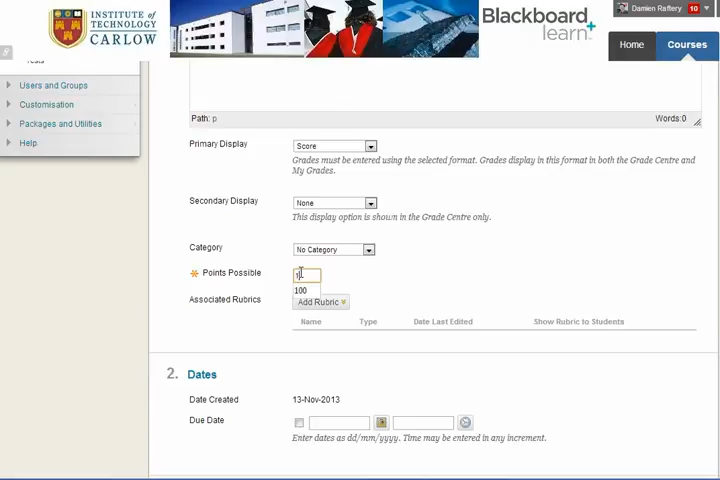 INSTITUTE of
TECHNOLOGY
CARLOW
Blackboard
learn+
Damien Raffery 10
Home Courses
Tests
Users and Groups
Customisation
Packages and Utilities
Help
Path: p Words:0
Primary Display Score
Grades must be entered using the selected format. Grades display in this format in both the Grade Centre and
My Grades.
Secondary Display None
This display option is shown in the Grade Centre only.
Category No Category
Points Possible 1
100
Associated Rubrics Add Rubric
Name Type Date Last Edited Show Rubric to Students
2. Dates
Date Created 13-Nov-2013
Due Date
Enter dates as dd/mm/yyyy. Time may be entered in any increment.